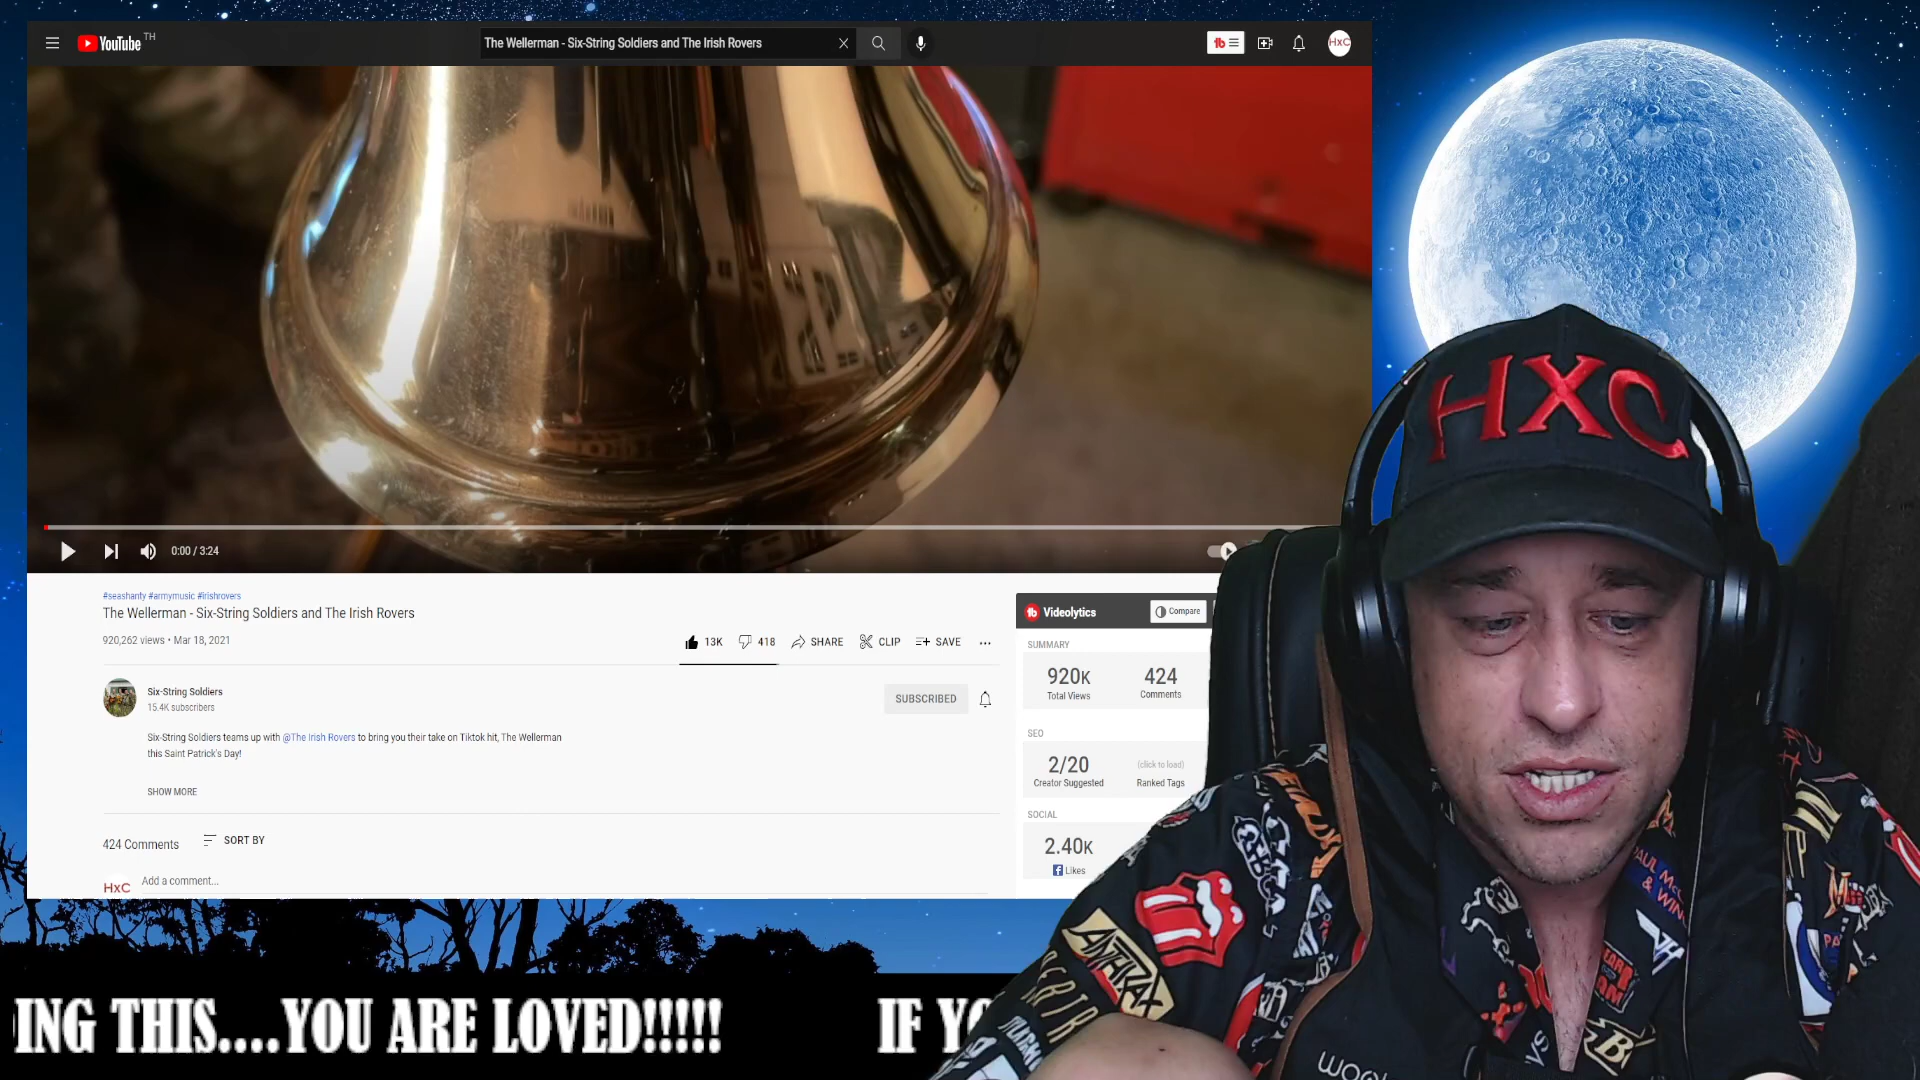 YouTube TH
The Wellerman - Six-String Soldiers and The Irish Rovers
HxC
0:00 / 3:24
#seashanty #armymusic #irishrovers
The Wellerman - Six-String Soldiers and The Irish Rovers
920,262 views • Mar 18, 2021
13K 418 SHARE CLIP SAVE
Six-String Soldiers
15.4K subscribers
SUBSCRIBED
Six-String Soldiers teams up with @The Irish Rovers to bring you their take on Tiktok hit, The Wellerman
this Saint Patrick's Day!
SHOW MORE
424 Comments
SORT BY
HxC
Add a comment...
Videolytics
Compare
SUMMARY
920K 424
Total Views Comments
SEO
2/20 (click to load)
Creator Suggested Ranked Tags
SOCIAL
2.40K
Likes
HXC
ANTHRAX
ING THIS....YOU ARE LOVED!!!!!